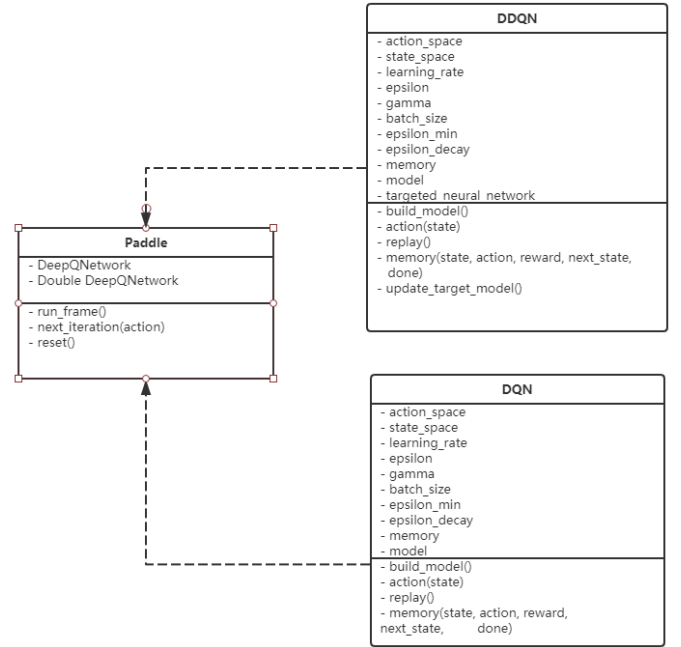 DDQN
- action_space
- state_space
- learning_rate
- epsilon
- gamma
- batch_size
- epsilon_min
- epsilon_decay
- memory
- model
- targeted_neural_network
- build_model()
- action(state)
- replay()
- memory(state, action, reward, next_state,
done)
- update_target_model()
Paddle
- DeepQNetwork
- Double DeepQNetwork
- run_frame()
- next_iteration(action)
- reset()
DQN
- action_space
- state_space
- learning_rate
- epsilon
- gamma
- batch_size
- epsilon_min
- epsilon_decay
- memory
- model
- build_model()
- action(state)
- replay()
- memory(state, action, reward,
next_state, done)